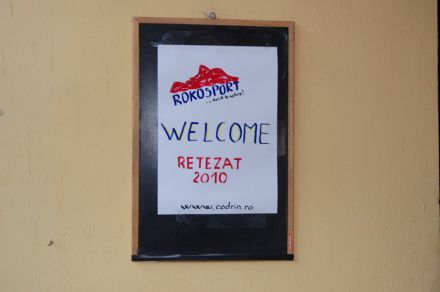 ROKOSPORT
WELCOME
RETEZAT
2010
www.codrin.ro